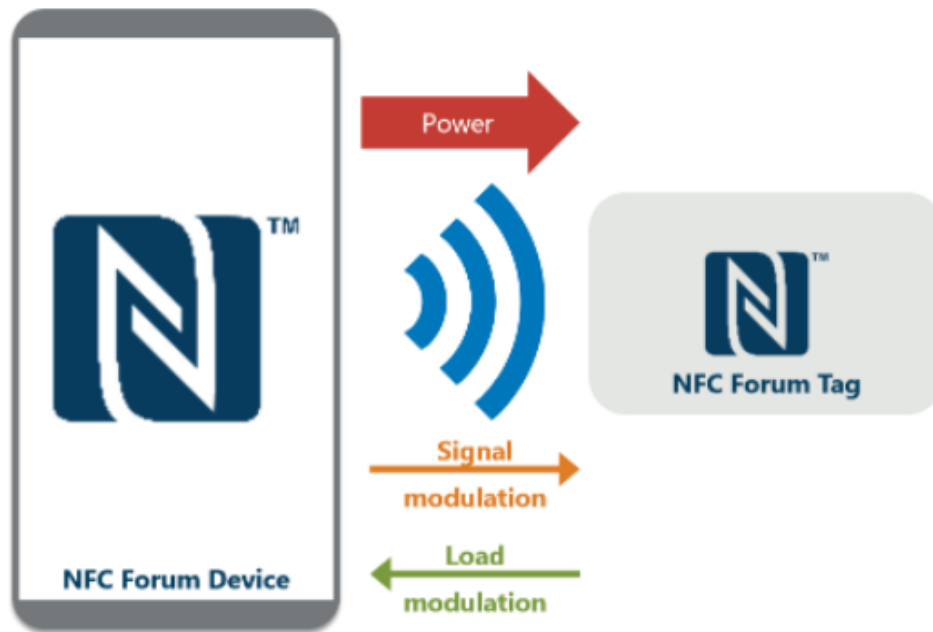 Power
TM
TM
NFC Forum Tag
Signal
modulation
Load
modulation
NFC Forum Device